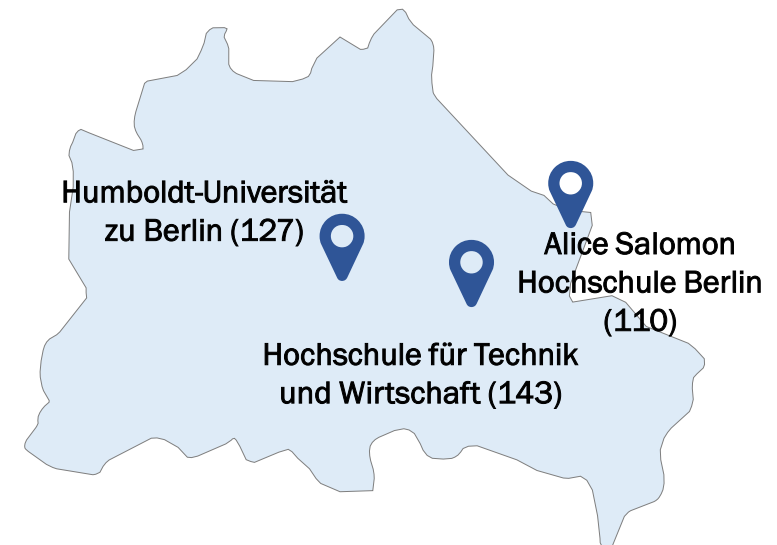 Humboldt-Universität
zu Berlin (127)
Alice Salomon
Hochschule Berlin
(110)
Hochschule für Technik
und Wirtschaft (143)